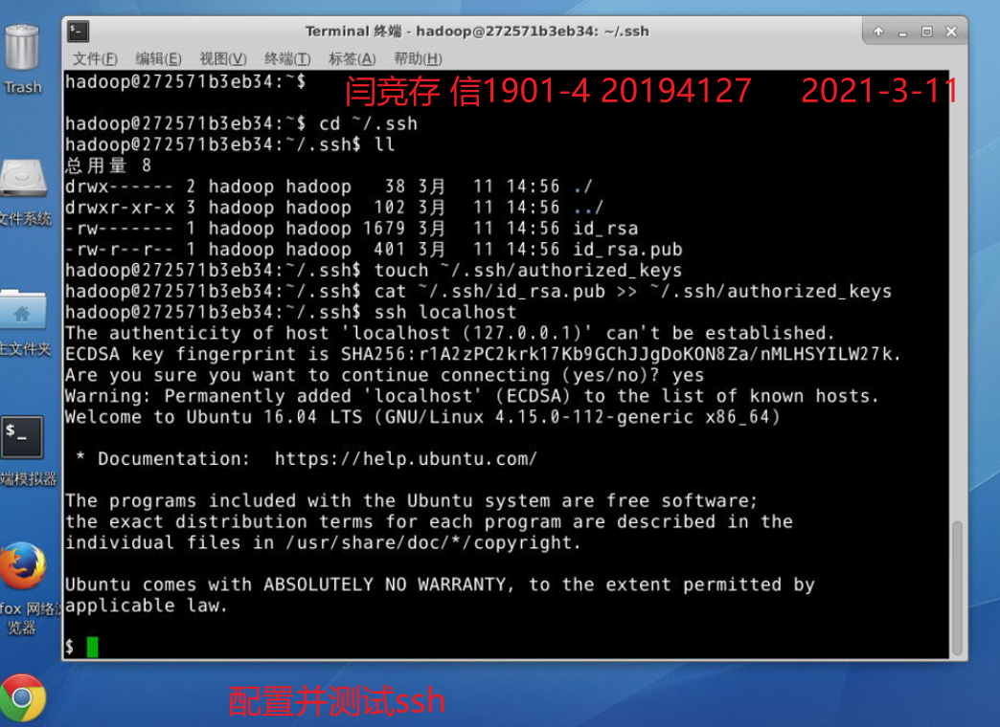 Terminal 终端 - hadoop@272571b3eb34: ~/.ssh
文件(F) 编辑(E) 视图(V) 终端(T) 标签(A) 帮助(H)
Trash
文件系统
主文件夹
端模拟器
fox 网络浏
览器
hadoop@272571b3eb34:~$
闫竞存 信1901-4 20194127 2021-3-11
hadoop@272571b3eb34:~$ cd ~/.ssh
hadoop@272571b3eb34:~/.ssh$ ll
总用量 8
drwx------ 2 hadoop hadoop 38 3月 11 14:56 ./
drwxr-xr-x 3 hadoop hadoop 102 3月 11 14:56 ../
-rw------- 1 hadoop hadoop 1679 3月 11 14:56 id_rsa
-rw-r--r-- 1 hadoop hadoop 401 3月 11 14:56 id_rsa.pub
hadoop@272571b3eb34:~/.ssh$ touch ~/.ssh/authorized_keys
hadoop@272571b3eb34:~/.ssh$ cat ~/.ssh/id_rsa.pub >> ~/.ssh/authorized_keys
hadoop@272571b3eb34:~/.ssh$ ssh localhost
The authenticity of host 'localhost (127.0.0.1)' can't be established.
ECDSA key fingerprint is SHA256:r1A2zPC2krk17Kb9GChJJgDoKON8Za/nMLHSYILW27k.
Are you sure you want to continue connecting (yes/no)? yes
Warning: Permanently added 'localhost' (ECDSA) to the list of known hosts.
Welcome to Ubuntu 16.04 LTS (GNU/Linux 4.15.0-112-generic x86_64)
* Documentation: https://help.ubuntu.com/
The programs included with the Ubuntu system are free software;
the exact distribution terms for each program are described in the
individual files in /usr/share/doc/*/copyright.
Ubuntu comes with ABSOLUTELY NO WARRANTY, to the extent permitted by
applicable law.
$
配置并测试ssh